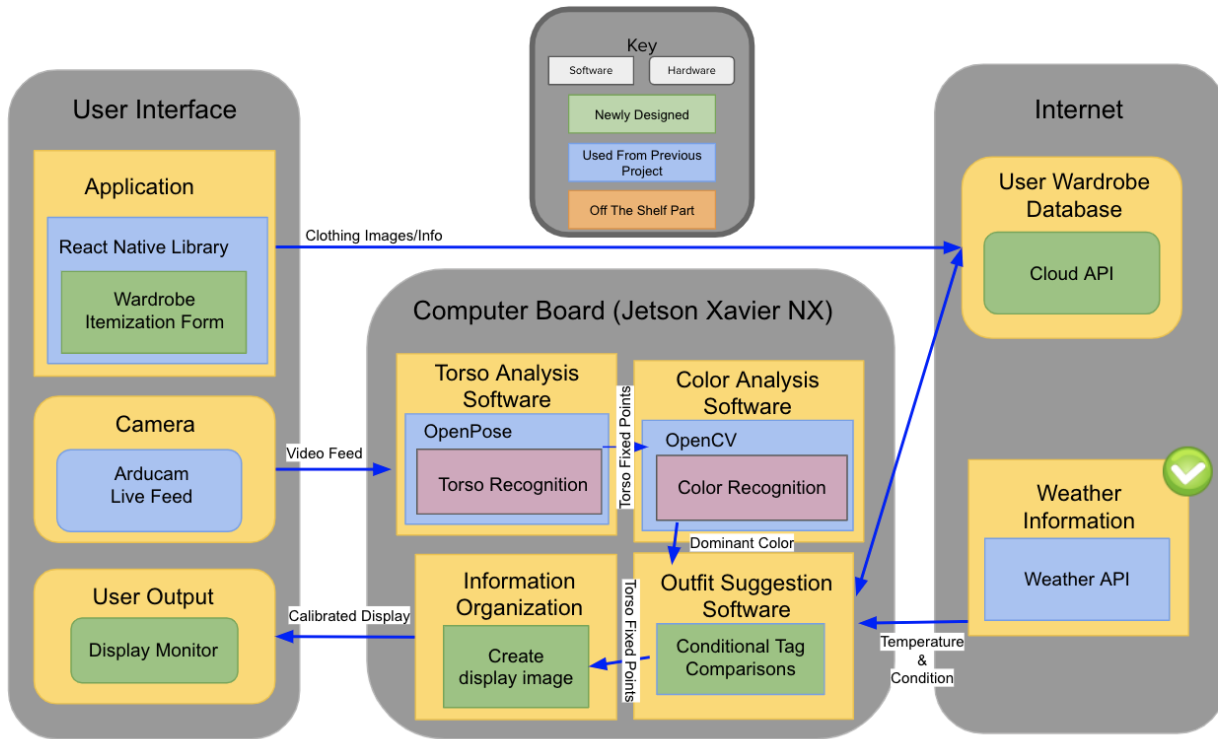 Key
Software
Hardware
Newly Designed
Used From Previous
Project
Off The Shelf Part
User Interface
Application
React Native Library
Wardrobe
Itemization Form
Camera
Arducam
Live Feed
User Output
Display Monitor
Clothing Images/Info
Video Feed
Calibrated Display
Computer Board (Jetson Xavier NX)
Torso Analysis
Software
OpenPose
Torso Recognition
Torso Fixed Points
Color Analysis
Software
OpenCV
Color Recognition
Dominant Color
Information
Organization
Create
display image
Torso Fixed Points
Outfit Suggestion
Software
Conditional Tag
Comparisons
Internet
User Wardrobe
Database
Cloud API
Weather
Information
Weather API
Temperature
&
Condition